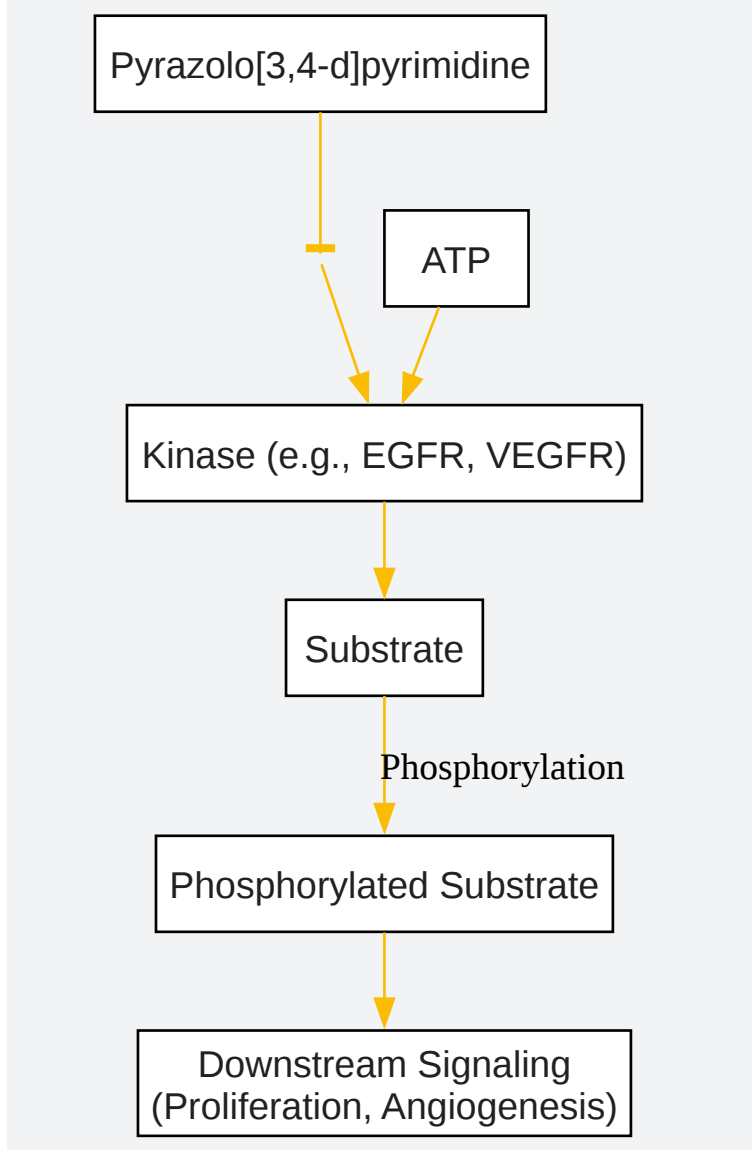 Pyrazolo[3,4-d]pyrimidine
ATP
Kinase (e.g., EGFR, VEGFR)
Substrate
Phosphorylation
Phosphorylated Substrate
Downstream Signaling
(Proliferation, Angiogenesis)